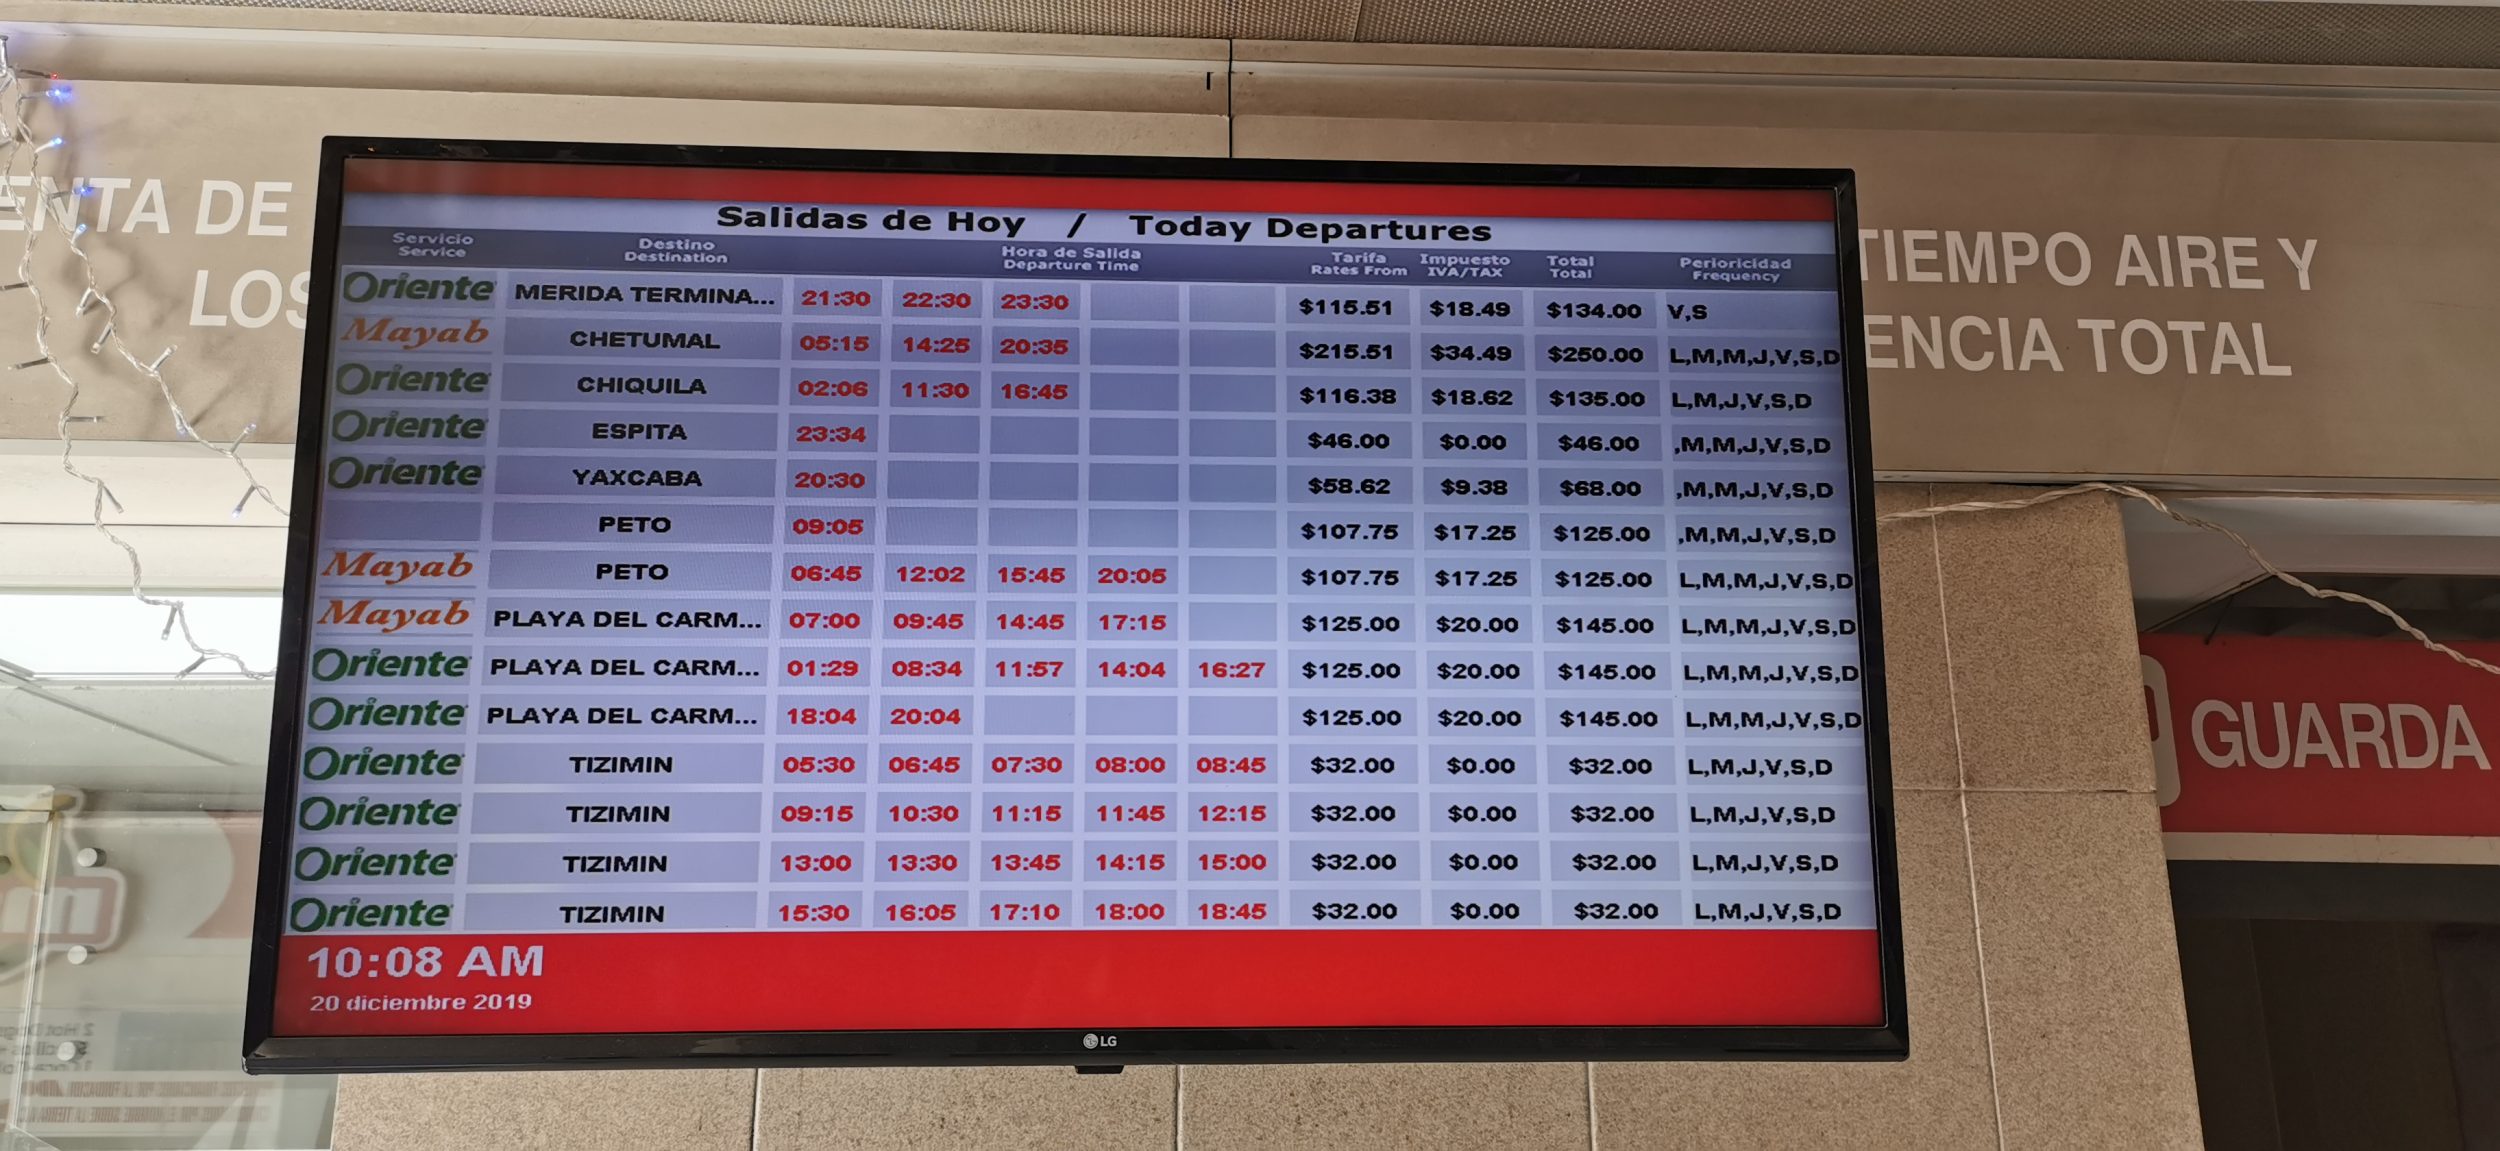 ENTA DE
LOS
TIEMPO AIRE Y
ENCIA TOTAL
Salidas de Hoy / Today Departures
Servicio Destino Hora de Salida Tarifa Impuesto Total Perioricidad
Service Destination Departure Time Rates From IVA/TAX Total Frequency
Oriente MERIDA TERMINA... 21:30 22:30 23:30 $115.51 $18.49 $134.00 V,S
Mayab CHETUMAL 05:15 14:25 20:35 $215.51 $34.49 $250.00 L,M,M,J,V,S,D
Oriente CHIQUILA 02:06 11:30 16:45 $116.38 $18.62 $135.00 L,M,J,V,S,D
Oriente ESPITA 23:34 $46.00 $0.00 $46.00 ,M,M,J,V,S,D
Oriente YAXCABA 20:30 $58.62 $9.38 $68.00 ,M,M,J,V,S,D
PETO 09:05 $107.75 $17.25 $125.00 ,M,M,J,V,S,D
Mayab PETO 06:45 12:02 15:45 20:05 $107.75 $17.25 $125.00 L,M,M,J,V,S,D
Mayab PLAYA DEL CARM... 07:00 09:45 14:45 17:15 $125.00 $20.00 $145.00 L,M,M,J,V,S,D
Oriente PLAYA DEL CARM... 01:29 08:34 11:57 14:04 16:27 $125.00 $20.00 $145.00 L,M,M,J,V,S,D
Oriente PLAYA DEL CARM... 18:04 20:04 $125.00 $20.00 $145.00 L,M,M,J,V,S,D
Oriente TIZIMIN 05:30 06:45 07:30 08:00 08:45 $32.00 $0.00 $32.00 L,M,J,V,S,D
Oriente TIZIMIN 09:15 10:30 11:15 11:45 12:15 $32.00 $0.00 $32.00 L,M,J,V,S,D
Oriente TIZIMIN 13:00 13:30 13:45 14:15 15:00 $32.00 $0.00 $32.00 L,M,J,V,S,D
Oriente TIZIMIN 15:30 16:05 17:10 18:00 18:45 $32.00 $0.00 $32.00 L,M,J,V,S,D
10:08 AM
20 diciembre 2019
LG
GUARDA